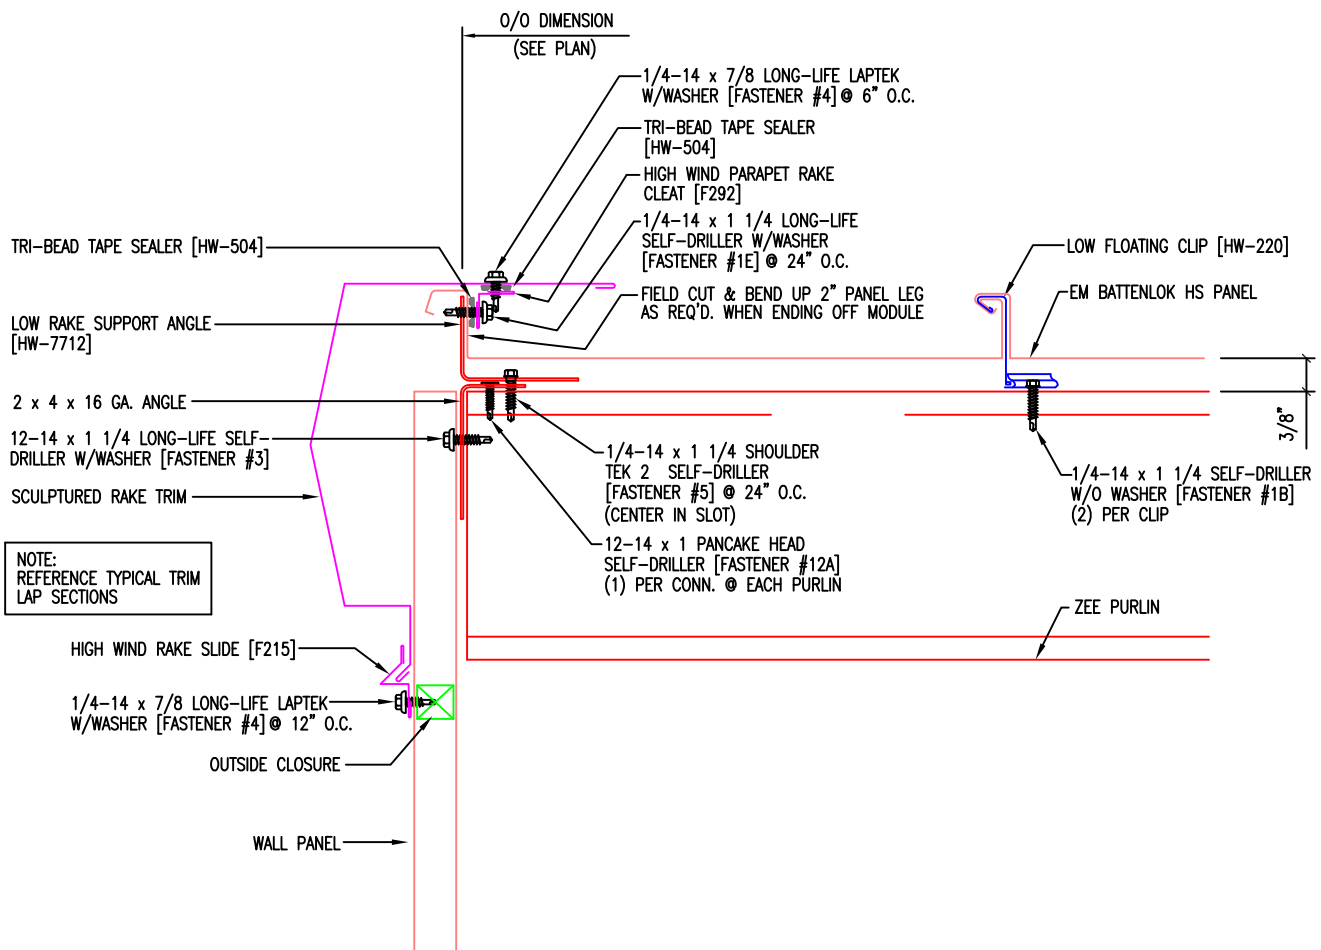 O/O DIMENSION
(SEE PLAN)
1/4-14 x 7/8 LONG-LIFE LAPTEK
W/WASHER [FASTENER #4] @ 6" O.C.
TRI-BEAD TAPE SEALER
[HW-504]
HIGH WIND PARAPET RAKE
CLEAT [F292]
1/4-14 x 1 1/4 LONG-LIFE
SELF-DRILLER W/WASHER
[FASTENER #1E] @ 24" O.C.
FIELD CUT & BEND UP 2" PANEL LEG
AS REQ'D. WHEN ENDING OFF MODULE
TRI-BEAD TAPE SEALER [HW-504]
LOW RAKE SUPPORT ANGLE
[HW-7712]
2 x 4 x 16 GA. ANGLE
12-14 x 1 1/4 LONG-LIFE SELF-
DRILLER W/WASHER [FASTENER #3]
SCULPTURED RAKE TRIM
NOTE:
REFERENCE TYPICAL TRIM
LAP SECTIONS
HIGH WIND RAKE SLIDE [F215]
1/4-14 x 7/8 LONG-LIFE LAPTEK
W/WASHER [FASTENER #4] @ 12" O.C.
OUTSIDE CLOSURE
WALL PANEL
1/4-14 x 1 1/4 SHOULDER
TEK 2 SELF-DRILLER
[FASTENER #5] @ 24" O.C.
(CENTER IN SLOT)
12-14 x 1 PANCAKE HEAD
SELF-DRILLER [FASTENER #12A]
(1) PER CONN. @ EACH PURLIN
LOW FLOATING CLIP [HW-220]
EM BATTENLOK HS PANEL
3/8"
1/4-14 x 1 1/4 SELF-DRILLER
W/O WASHER [FASTENER #1B]
(2) PER CLIP
ZEE PURLIN